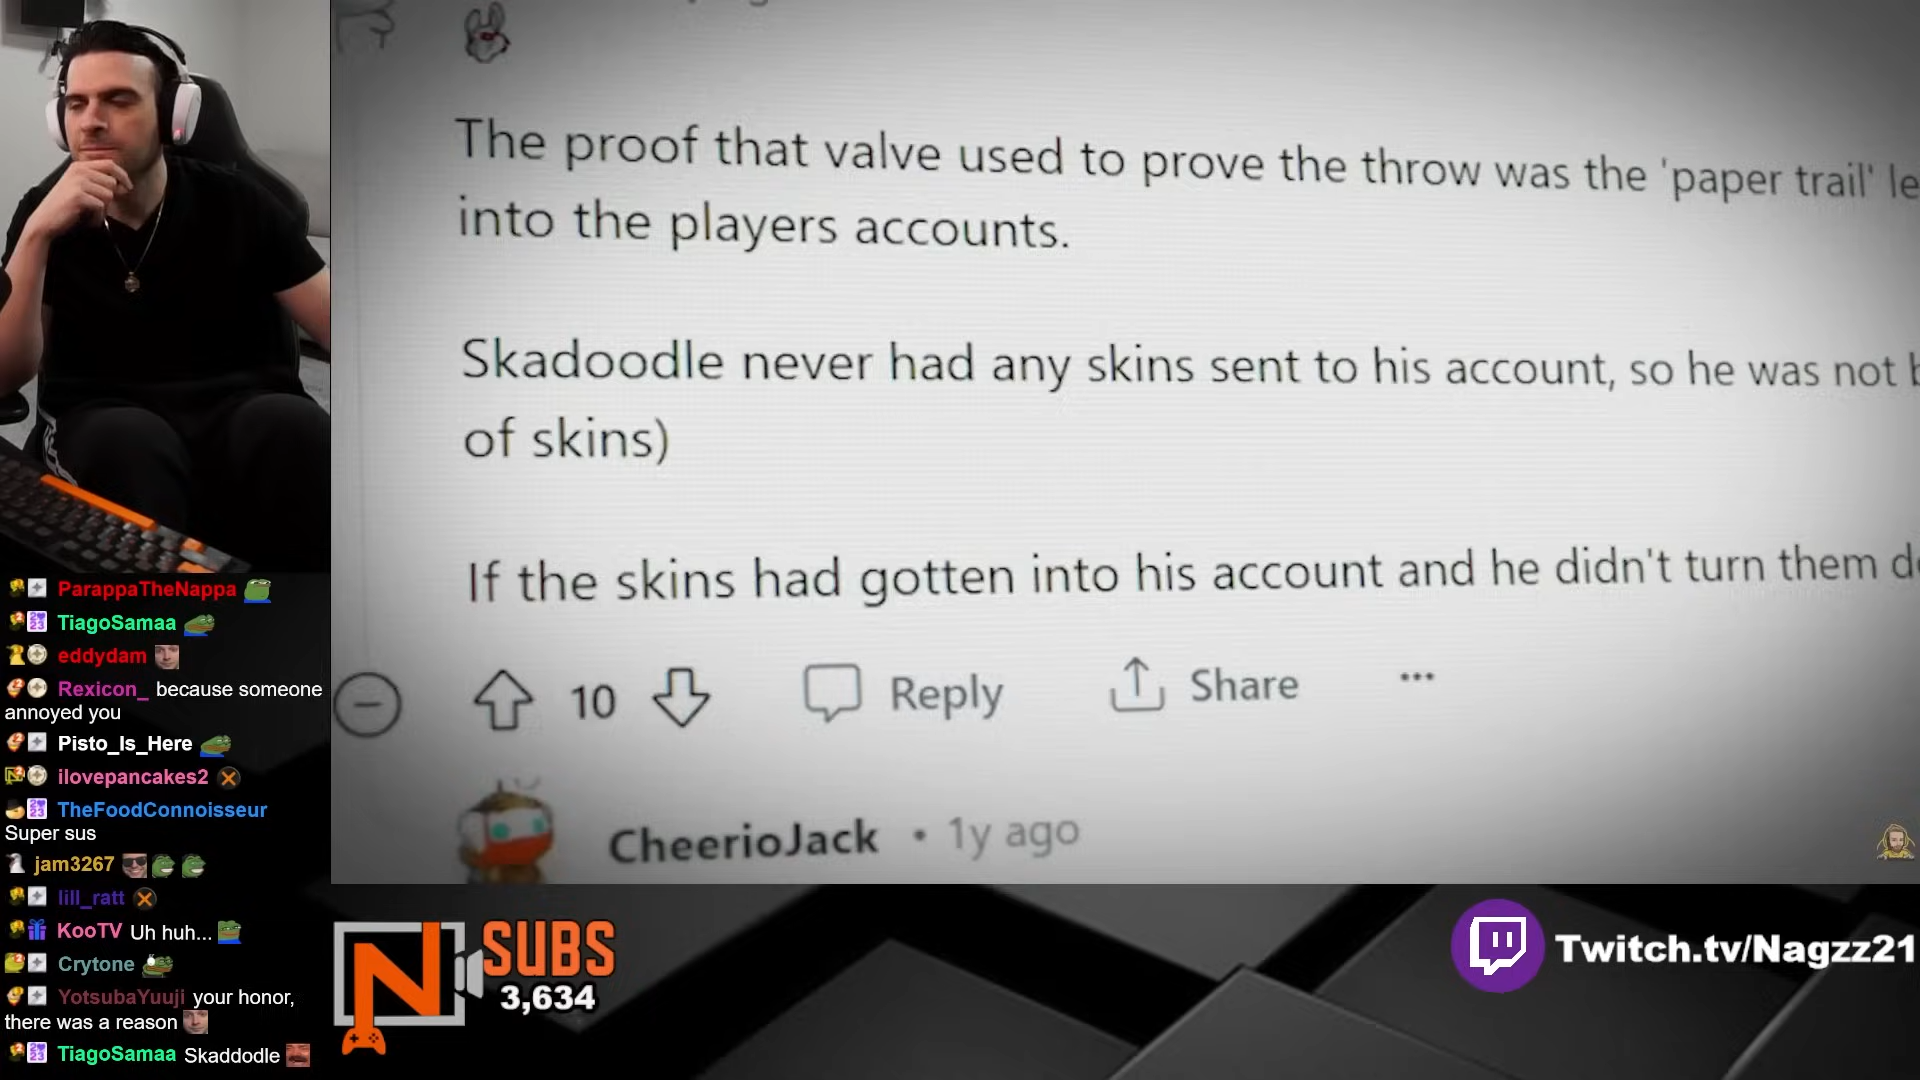 The proof that valve used to prove the throw was the 'paper trail' le
into the players accounts.
Skadoodle never had any skins sent to his account, so he was not b
of skins)
If the skins had gotten into his account and he didn't turn them d
10
Reply
Share
CheerioJack • 1y ago
ParappaTheNappa
TiagoSamaa
eddydam
Rexicon_ because someone
annoyed you
Pisto_Is_Here
ilovepancakes2
TheFoodConnoisseur
Super sus
jam3267
lill_ratt
KooTV Uh huh...
Crytone
YotsubaYuuji your honor,
there was a reason
TiagoSamaa Skaddodle
N
SUBS
3,634
Twitch.tv/Nagzz21